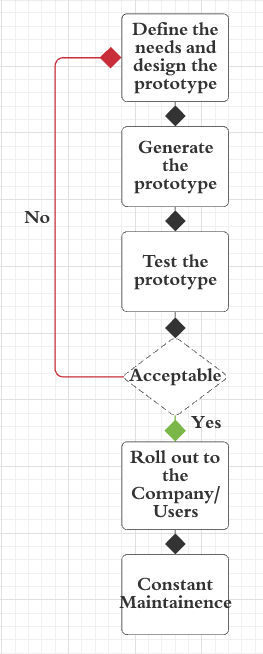 Define the
needs and
design the
prototype
Generate
the
prototype
No
Test the
prototype
Acceptable
Yes
Roll out to
the
Company/
Users
Constant
Maintainence